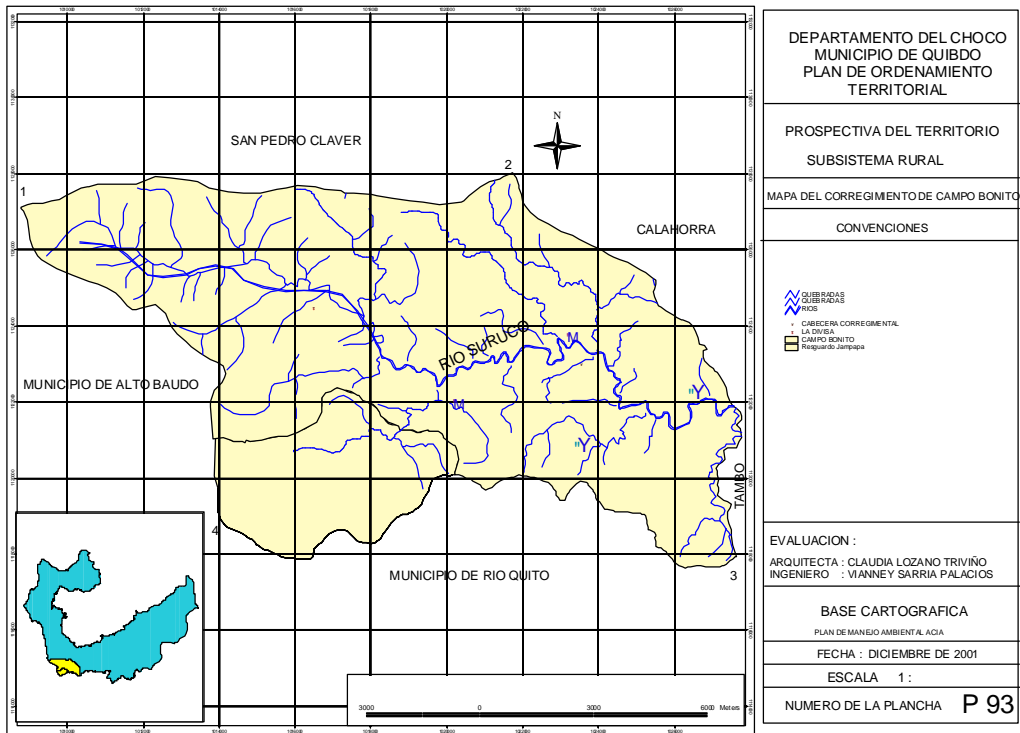 SAN PEDRO CLAVER
N
1
2
CALAHORRA
RIO SURUCO
M
MUNICIPIO DE ALTO BAUDO
M
"Y
"Y
TAMBO
4
MUNICIPIO DE RIO QUITO
3
3000 0 3000 6000 Meters
DEPARTAMENTO DEL CHOCO
MUNICIPIO DE QUIBDO
PLAN DE ORDENAMIENTO
TERRITORIAL
PROSPECTIVA DEL TERRITORIO
SUBSISTEMA RURAL
MAPA DEL CORREGIMIENTO DE CAMPO BONITO
CONVENCIONES
QUEBRADAS
QUEBRADAS
RIOS
CABECERA CORREGIMENTAL
LA DIVISA
CAMPO BONITO
Resguardo Jampapa
EVALUACION :
ARQUITECTA : CLAUDIA LOZANO TRIVIÑO
INGENIERO : VIANNEY SARRIA PALACIOS
BASE CARTOGRAFICA
PLAN DE MANEJO AMBIENTAL ACIA
FECHA : DICIEMBRE DE 2001
ESCALA 1 :
NUMERO DE LA PLANCHA P 93